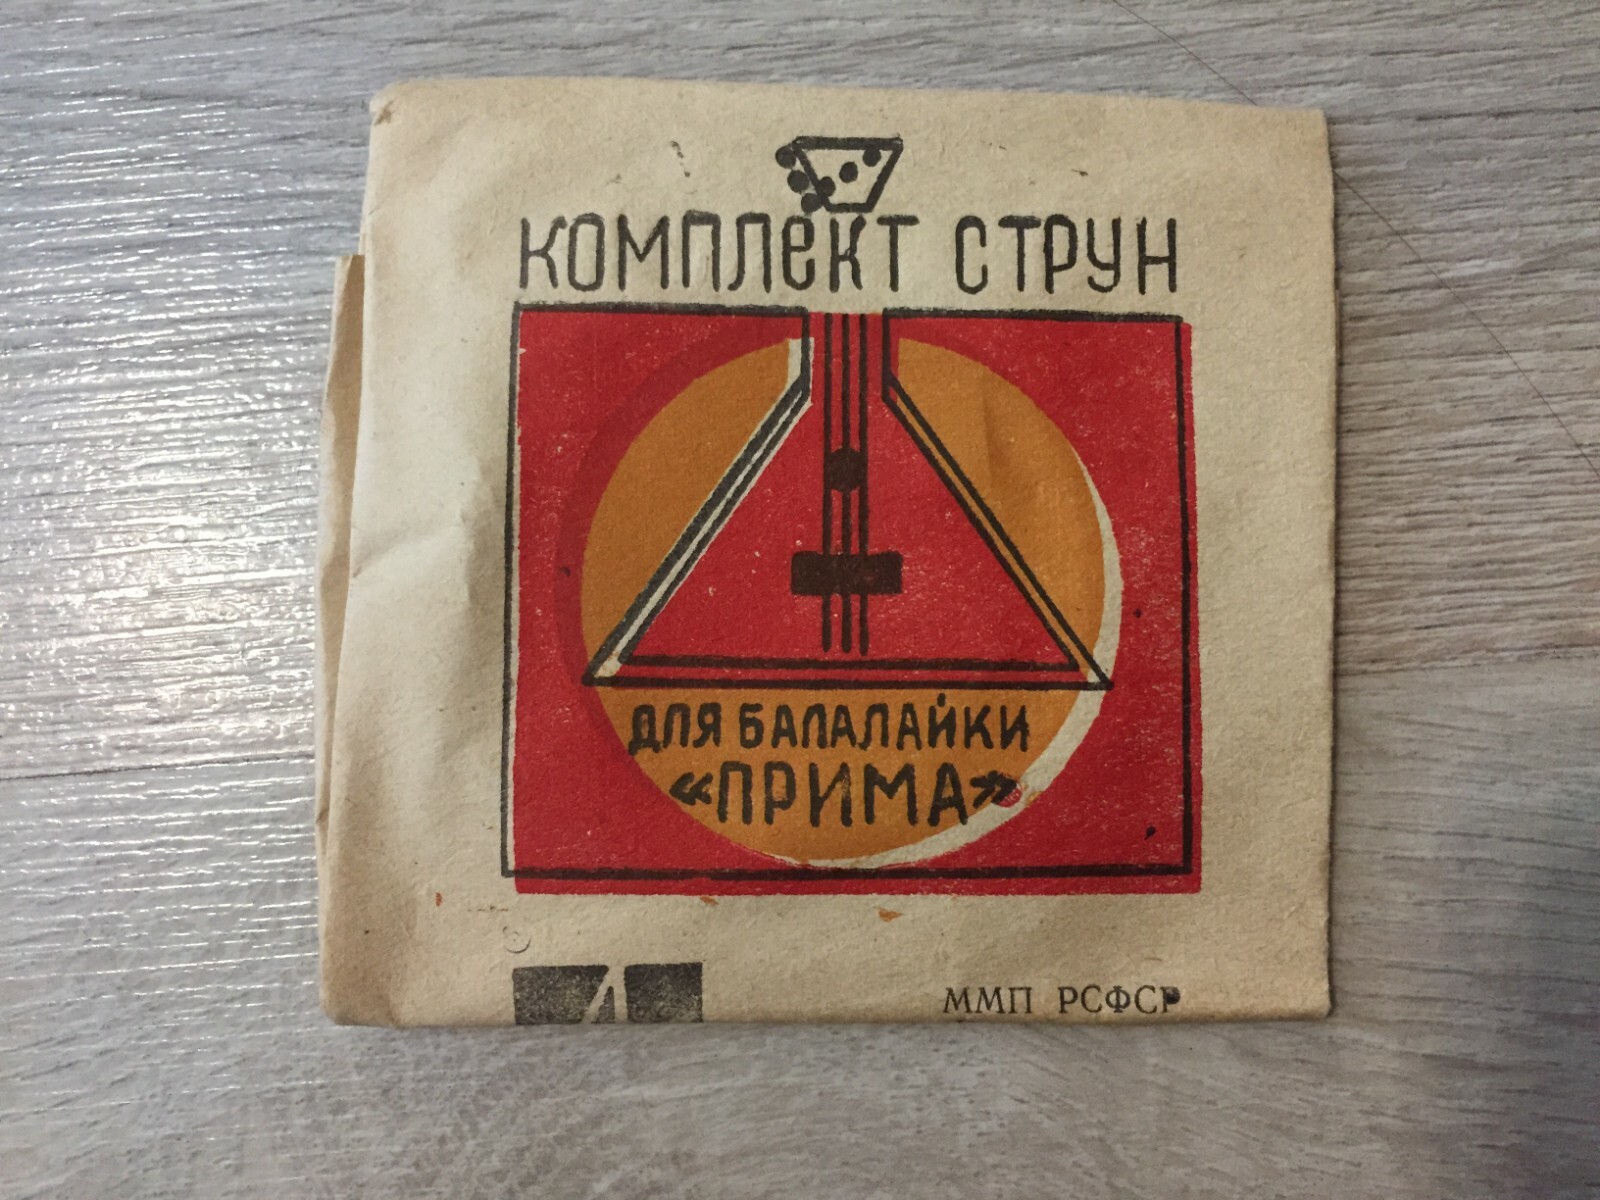 КОМПЛЕКТ СТРУН
ДЛЯ БАЛАЛАЙКИ
«ПРИМА»
ММП РСФСР